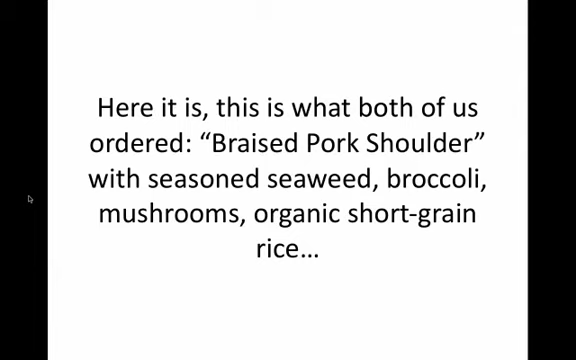 Here it is, this is what both of us
ordered: “Braised Pork Shoulder”
with seasoned seaweed, broccoli,
mushrooms, organic short-grain
rice…